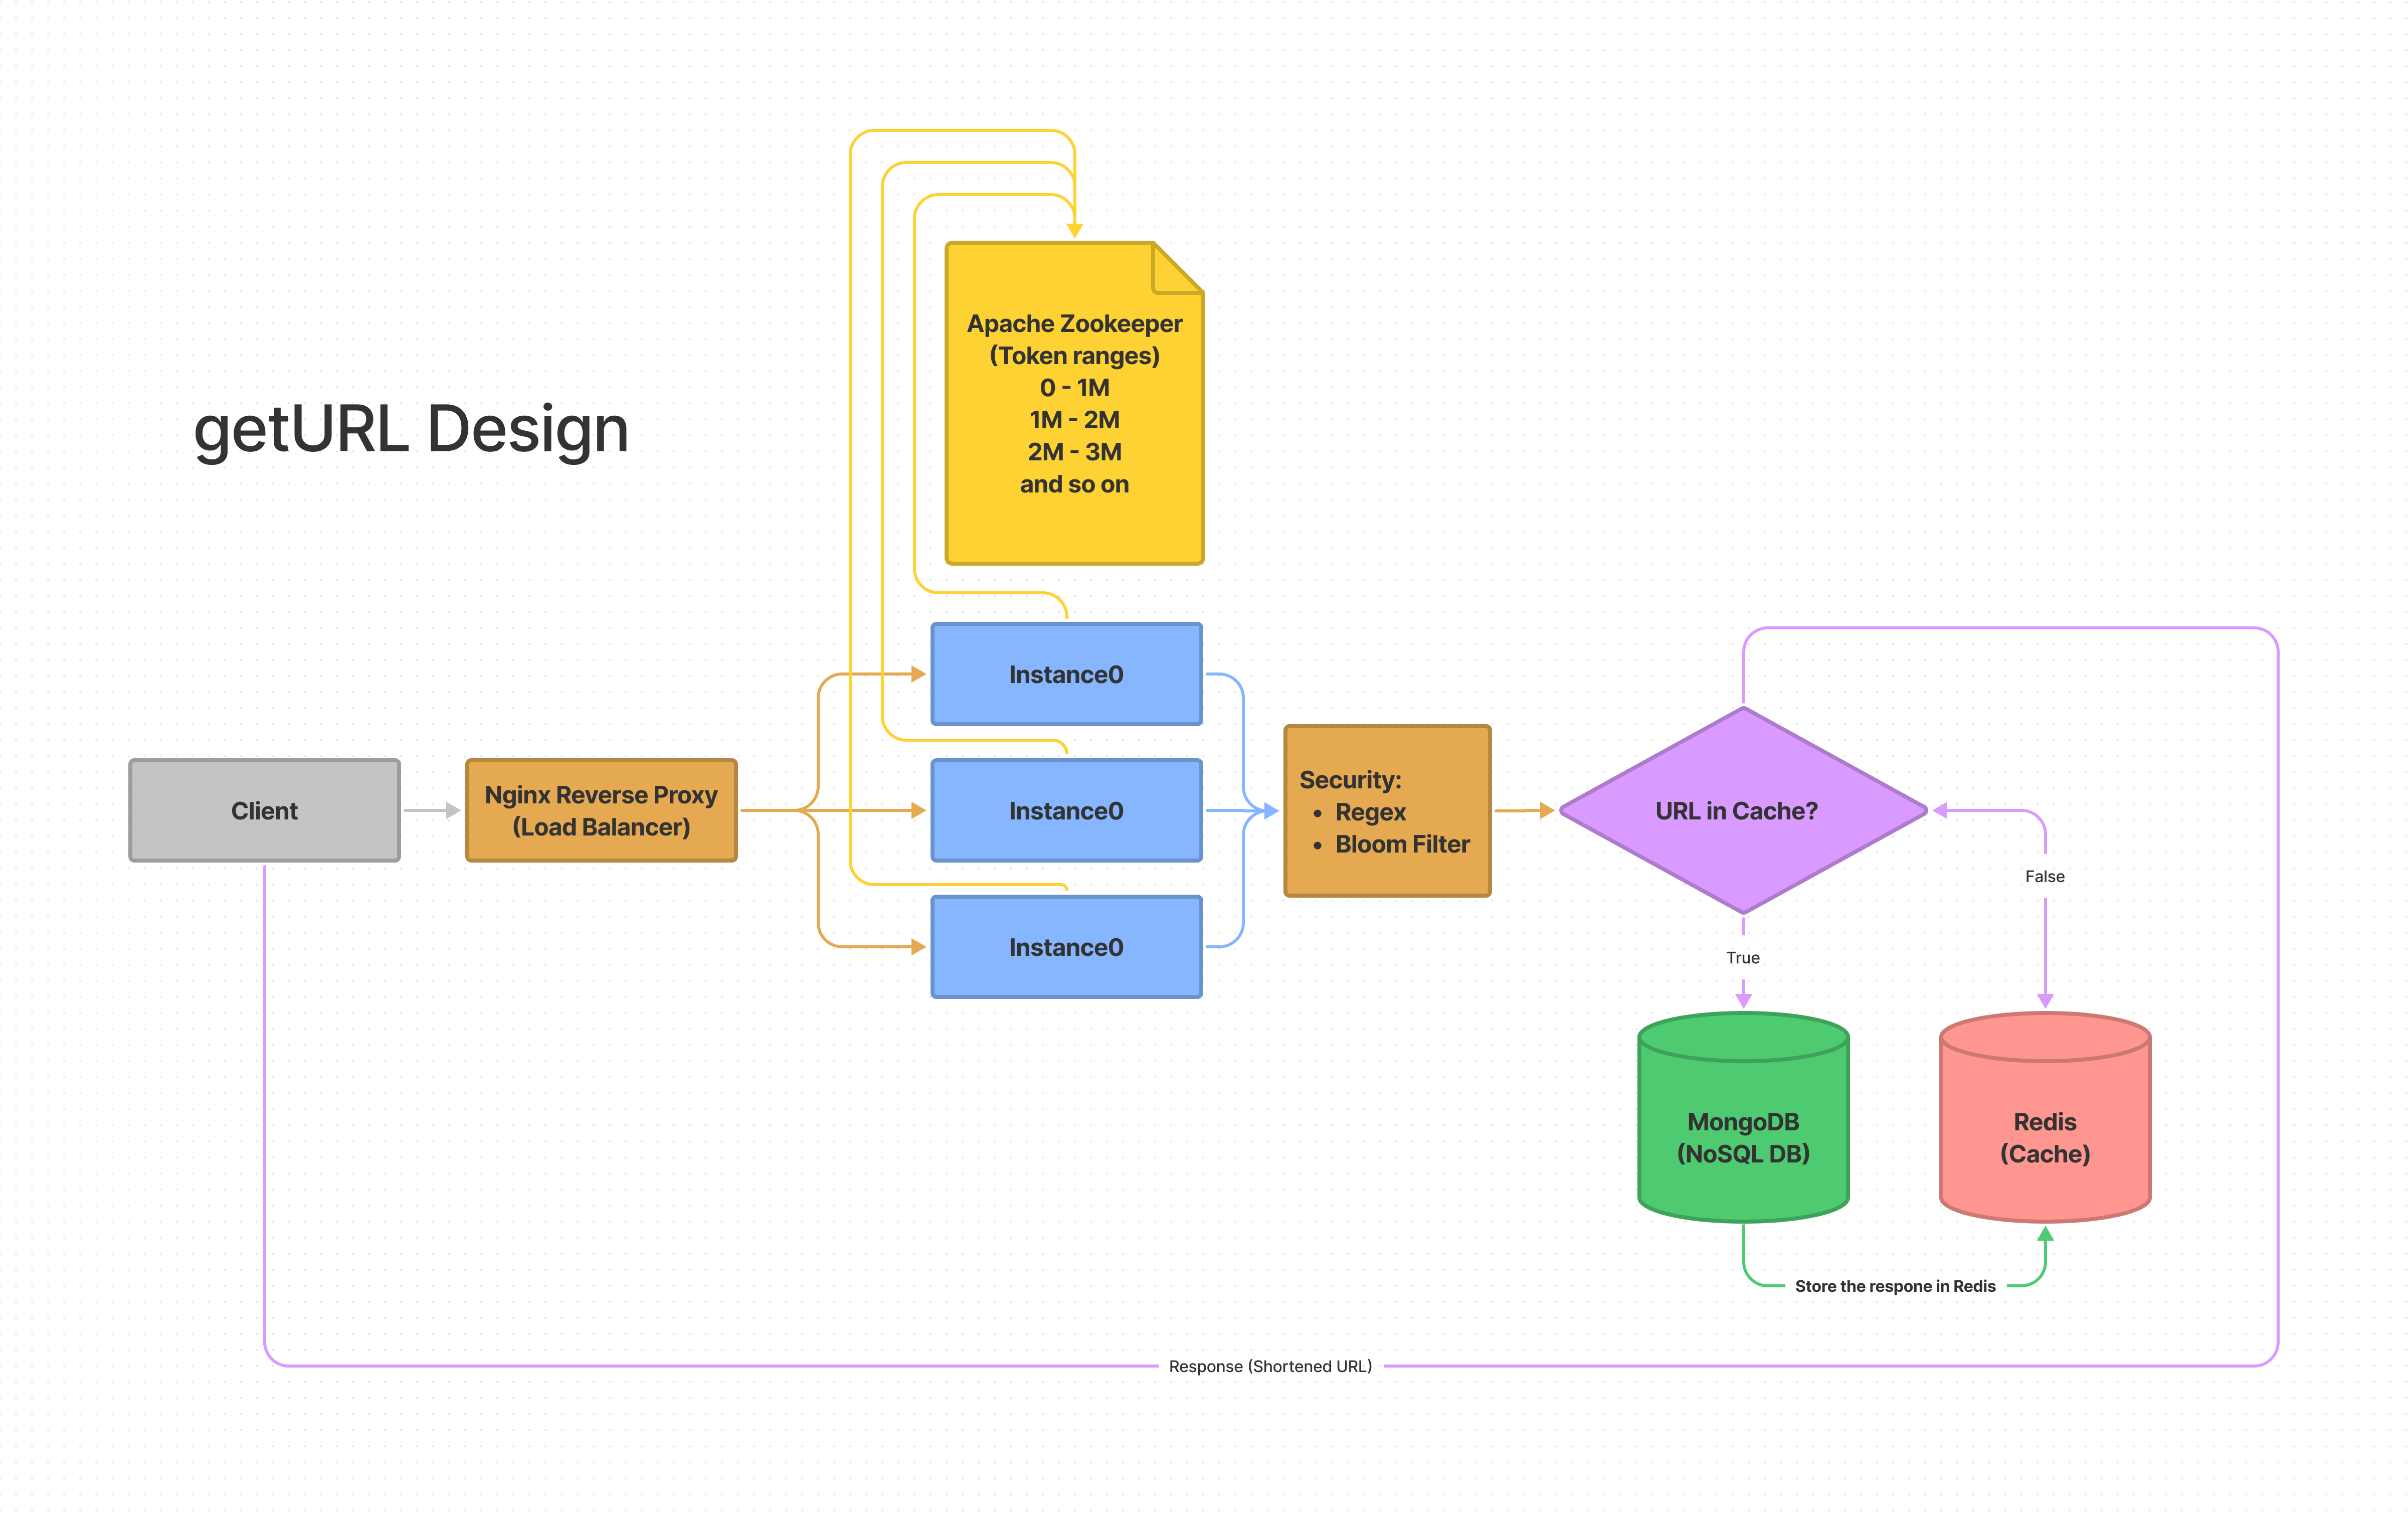 getURL Design
Apache Zookeeper
(Token ranges)
0 - 1M
1M - 2M
2M - 3M
and so on
Client
Nginx Reverse Proxy
(Load Balancer)
Instance0
Instance0
Instance0
Security:
• Regex
• Bloom Filter
URL in Cache?
False
True
MongoDB
(NoSQL DB)
Redis
(Cache)
Store the respone in Redis
Response (Shortened URL)